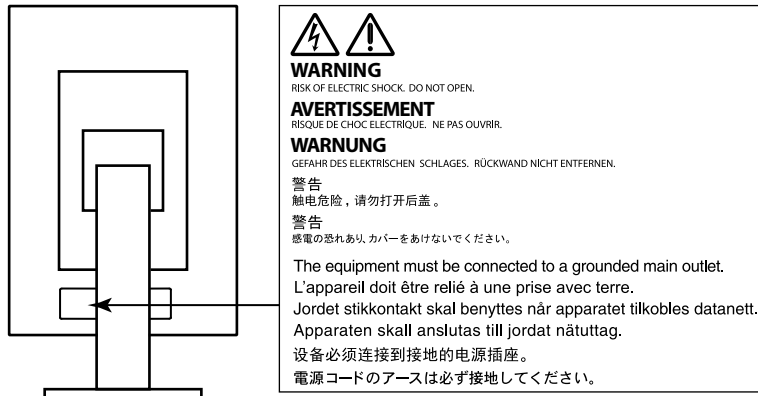 WARNING
RISK OF ELECTRIC SHOCK. DO NOT OPEN.
AVERTISSEMENT
RISQUE DE CHOC ELECTRIQUE. NE PAS OUVRIR.
WARNUNG
GEFAHR DES ELEKTRISCHEN SCHLAGES. RÜCKWAND NICHT ENTFERNEN.
警告
触电危险，请勿打开后盖。
警告
感電の恐れあり、カバーをあけないでください。
The equipment must be connected to a grounded main outlet.
L'appareil doit être relié à une prise avec terre.
Jordet stikkontakt skal benyttes når apparatet tilkobles datanett.
Apparaten skall anslutas till jordat nätuttag.
设备必须连接到接地的电源插座。
電源コードのアースは必ず接地してください。